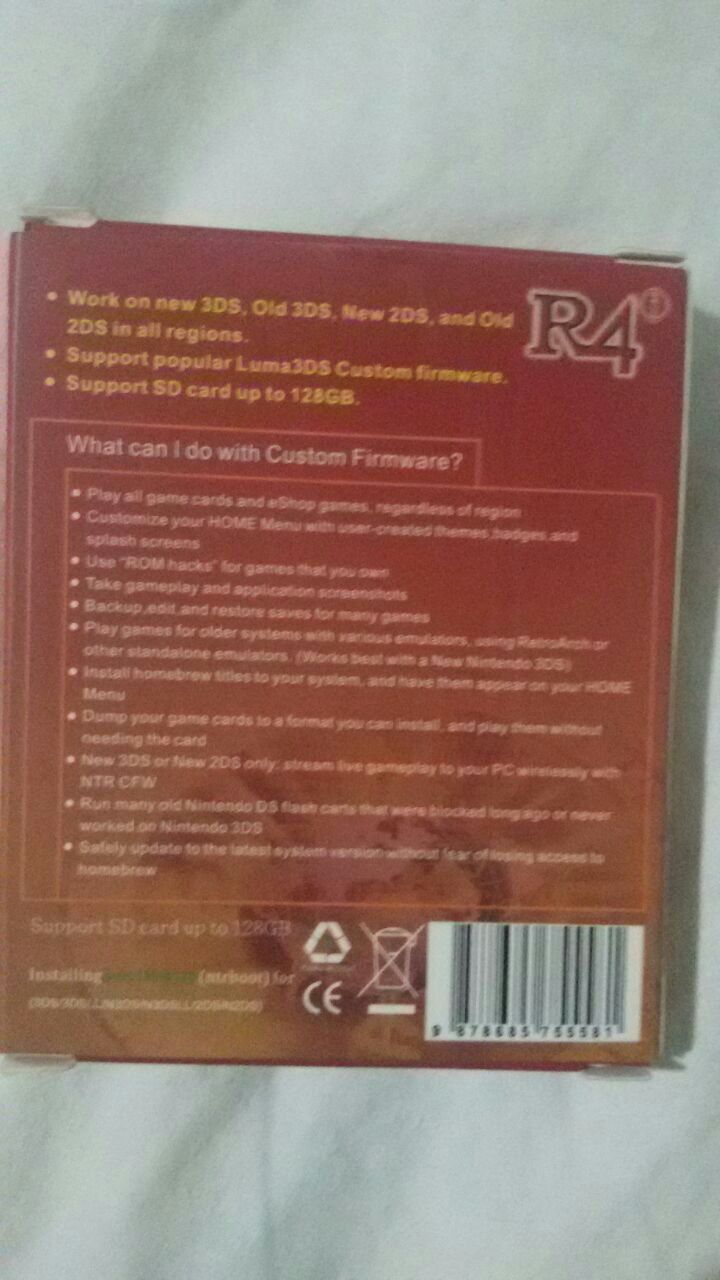 • Work on new 3DS, Old 3DS, New 2DS, and Old
2DS in all regions.
• Support popular Luma3DS Custom firmware.
• Support SD card up to 128GB.
R4
What can I do with Custom Firmware?
• Play all game cards and eShop games, regardless of region
• Customize your HOME Menu with user-created themes,badges,and
splash screens
• Use "ROM hacks" for games that you own
• Take gameplay and application screenshots
• Backup,edit,and restore saves for many games
• Play games for older systems with various emulators, using RetroArch or
other standalone emulators. (Works best with a New Nintendo 3DS)
• Install homebrew titles to your system, and have them appear on your HOME
Menu
• Dump your game cards to a format you can install, and play them without
needing the card
• New 3DS or New 2DS only: stream live gameplay to your PC wirelessly with
NTR CFW
• Run many old Nintendo DS flash carts that were blocked long ago or never
worked on Nintendo 3DS
• Safely update to the latest system version without fear of losing access to
homebrew
Support SD card up to 128GB
Installing (ntrboot) for
CE
9 878685 755581